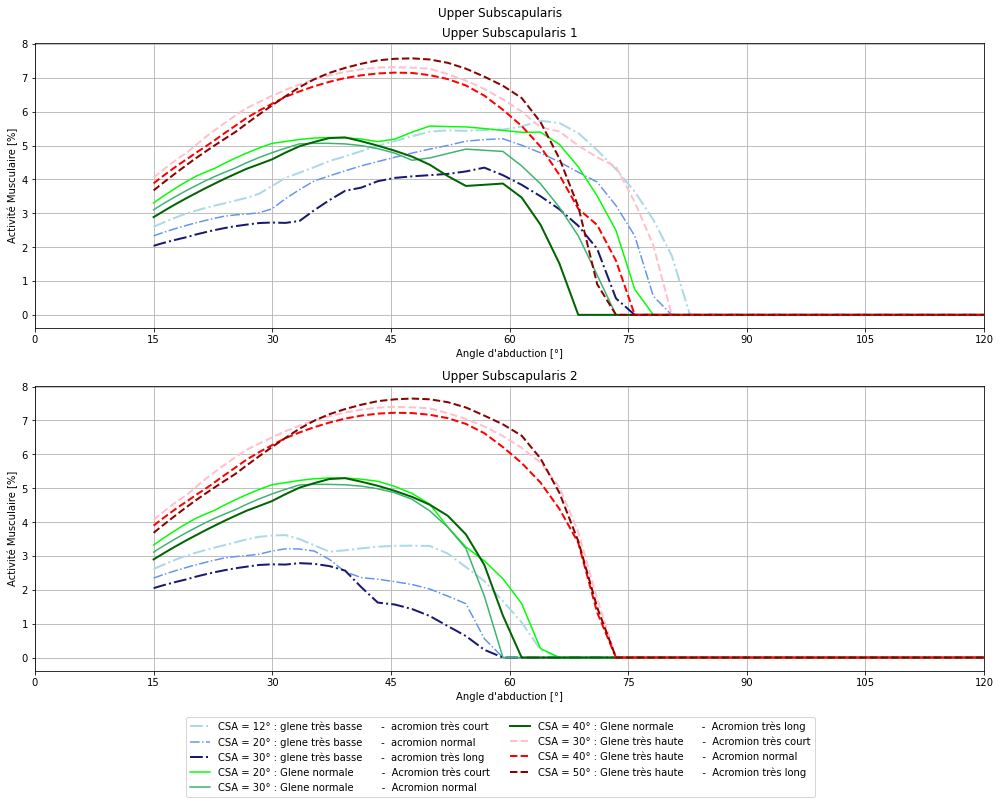 Upper Subscapularis
Upper Subscapularis 1
8
7
6
5
4
3
2
1
0
Activité Musculaire [%]
0 15 30 45 60 75 90 105 120
Angle d'abduction [°]
Upper Subscapularis 2
8
7
6
5
4
3
2
1
0
Activité Musculaire [%]
0 15 30 45 60 75 90 105 120
Angle d'abduction [°]
CSA = 12° : glene très basse - acromion très court
CSA = 20° : glene très basse - acromion normal
CSA = 30° : glene très basse - acromion très long
CSA = 20° : Glene normale - Acromion très court
CSA = 30° : Glene normale - Acromion normal
CSA = 40° : Glene normale - Acromion très long
CSA = 30° : Glene très haute - Acromion très court
CSA = 40° : Glene très haute - Acromion normal
CSA = 50° : Glene très haute - Acromion très long